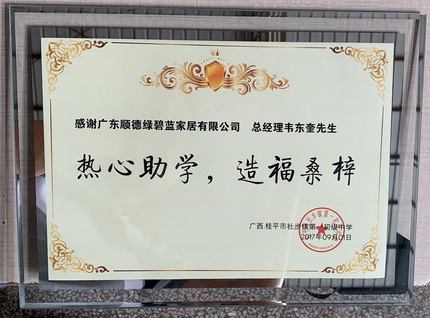 感谢广东顺德绿碧蓝家居有限公司 总经理韦东奎先生
热心助学，造福桑梓
广西.桂平市社步镇第一初级中学
2017年09月01日